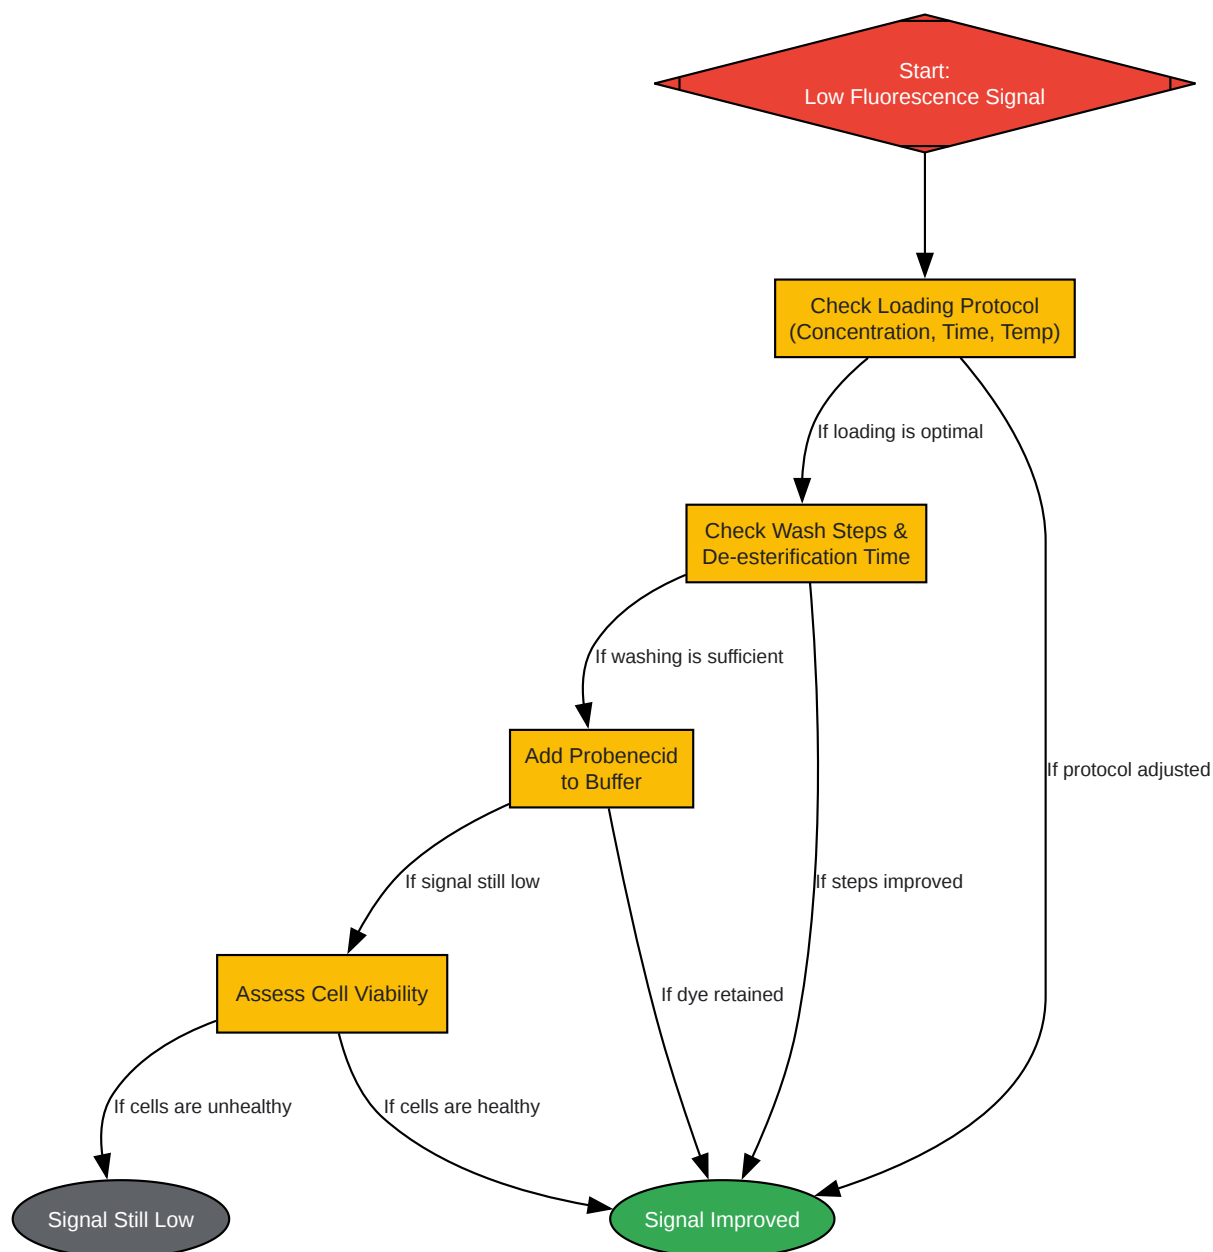 Start:
Low Fluorescence Signal
Check Loading Protocol
(Concentration, Time, Temp)
If loading is optimal
Check Wash Steps &
De-esterification Time
If washing is sufficient
Add Probenecid
to Buffer
If protocol adjusted
If signal still low
If steps improved
Assess Cell Viability
If dye retained
If cells are unhealthy
If cells are healthy
Signal Still Low
Signal Improved